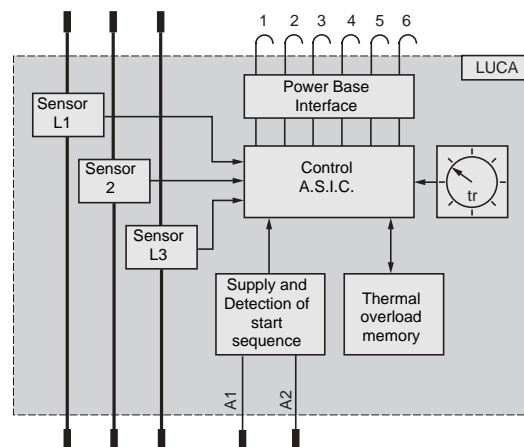 1 2 3 4 5 6
LUCA
Power Base
Interface
Sensor
L1
Sensor
2
Sensor
L3
Control
A.S.I.C.
tr
Supply and
Detection of
start
sequence
Thermal
overload
memory
A1
A2